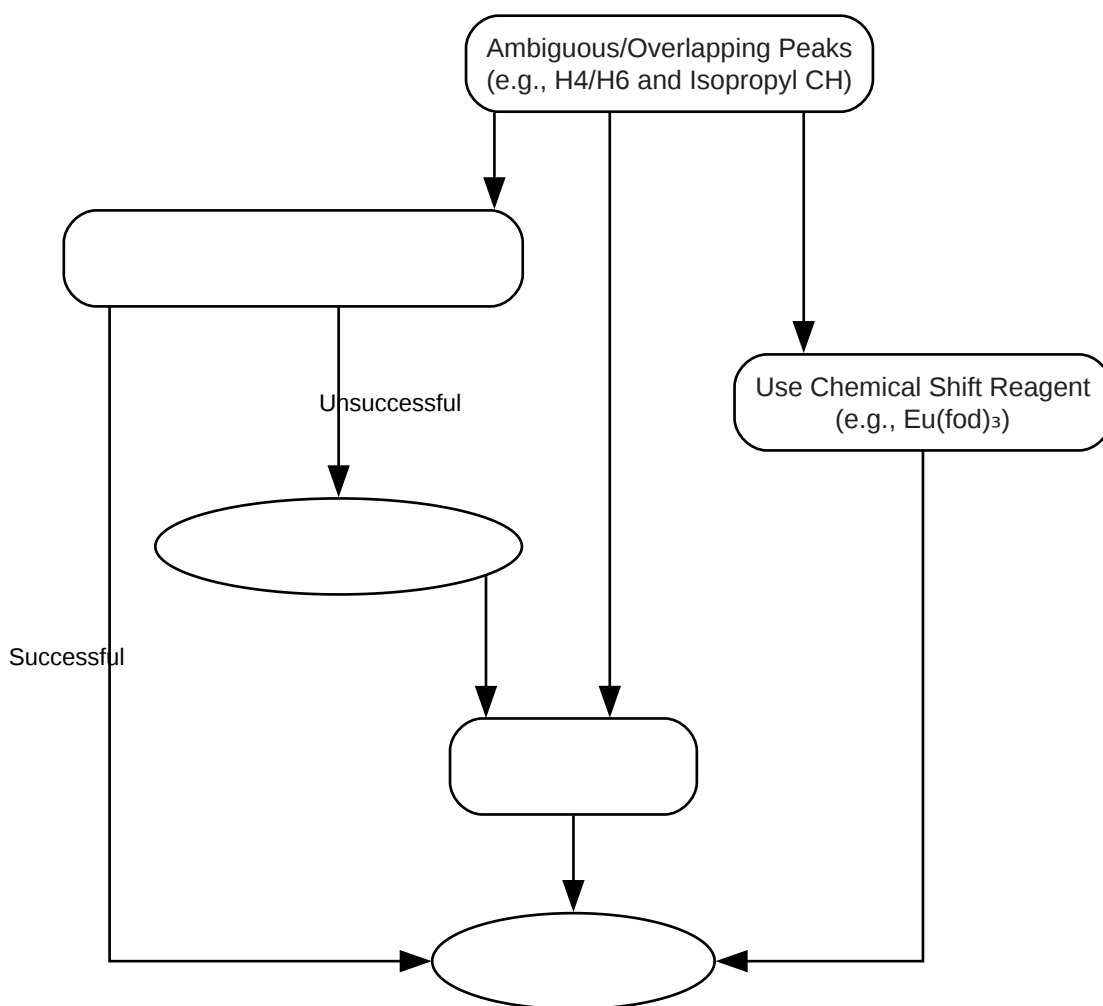 Ambiguous/Overlapping Peaks
(e.g., H4/H6 and Isopropyl CH)
Use Chemical Shift Reagent
(e.g., Eu(fod)₃)
Unsuccessful
Successful